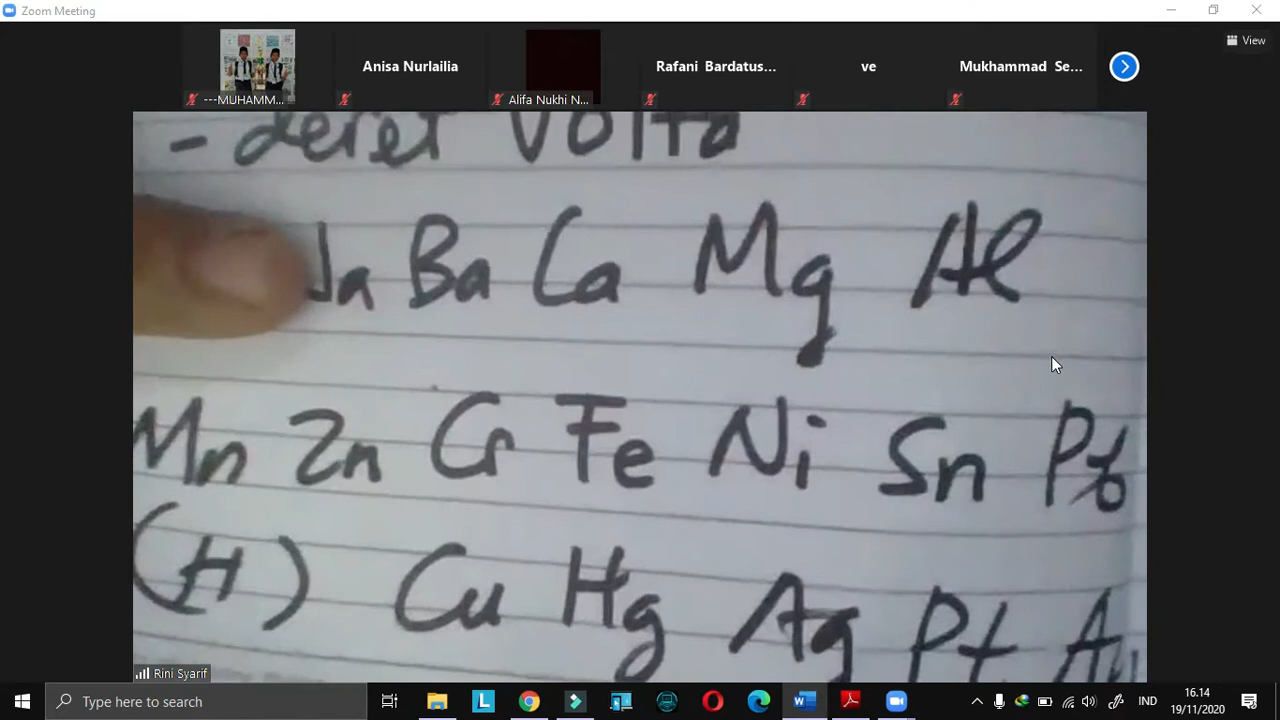 Zoom Meeting
View
---MUHAMM...
Anisa Nurlailia
Alifa Nukhi N...
Rafani Bardatus...
ve
Mukhammad Se...
- deret Volta
Ba Ca Mg Al
Mn Zn Cr Fe Ni Sn Pb
(H) Cu Hg Ag Pt Au
Rini Syarif
Type here to search
IND
16.14
19/11/2020